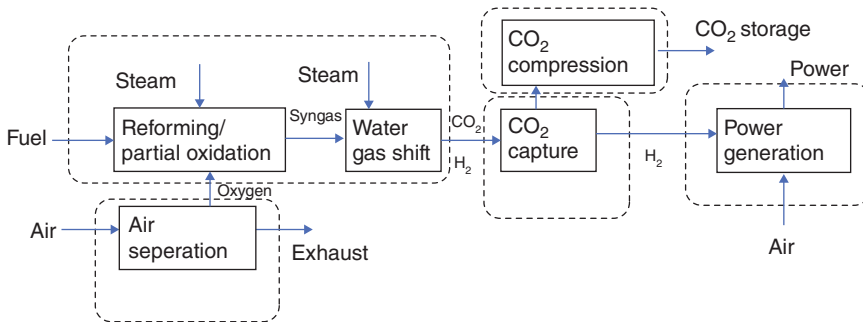 CO₂
compression
CO₂ storage
Power
Steam
Steam
Fuel
Reforming/
partial oxidation
Syngas
Water
gas shift
CO₂
H₂
CO₂
capture
H₂
Power
generation
Oxygen
Air
Air
seperation
Exhaust
Air